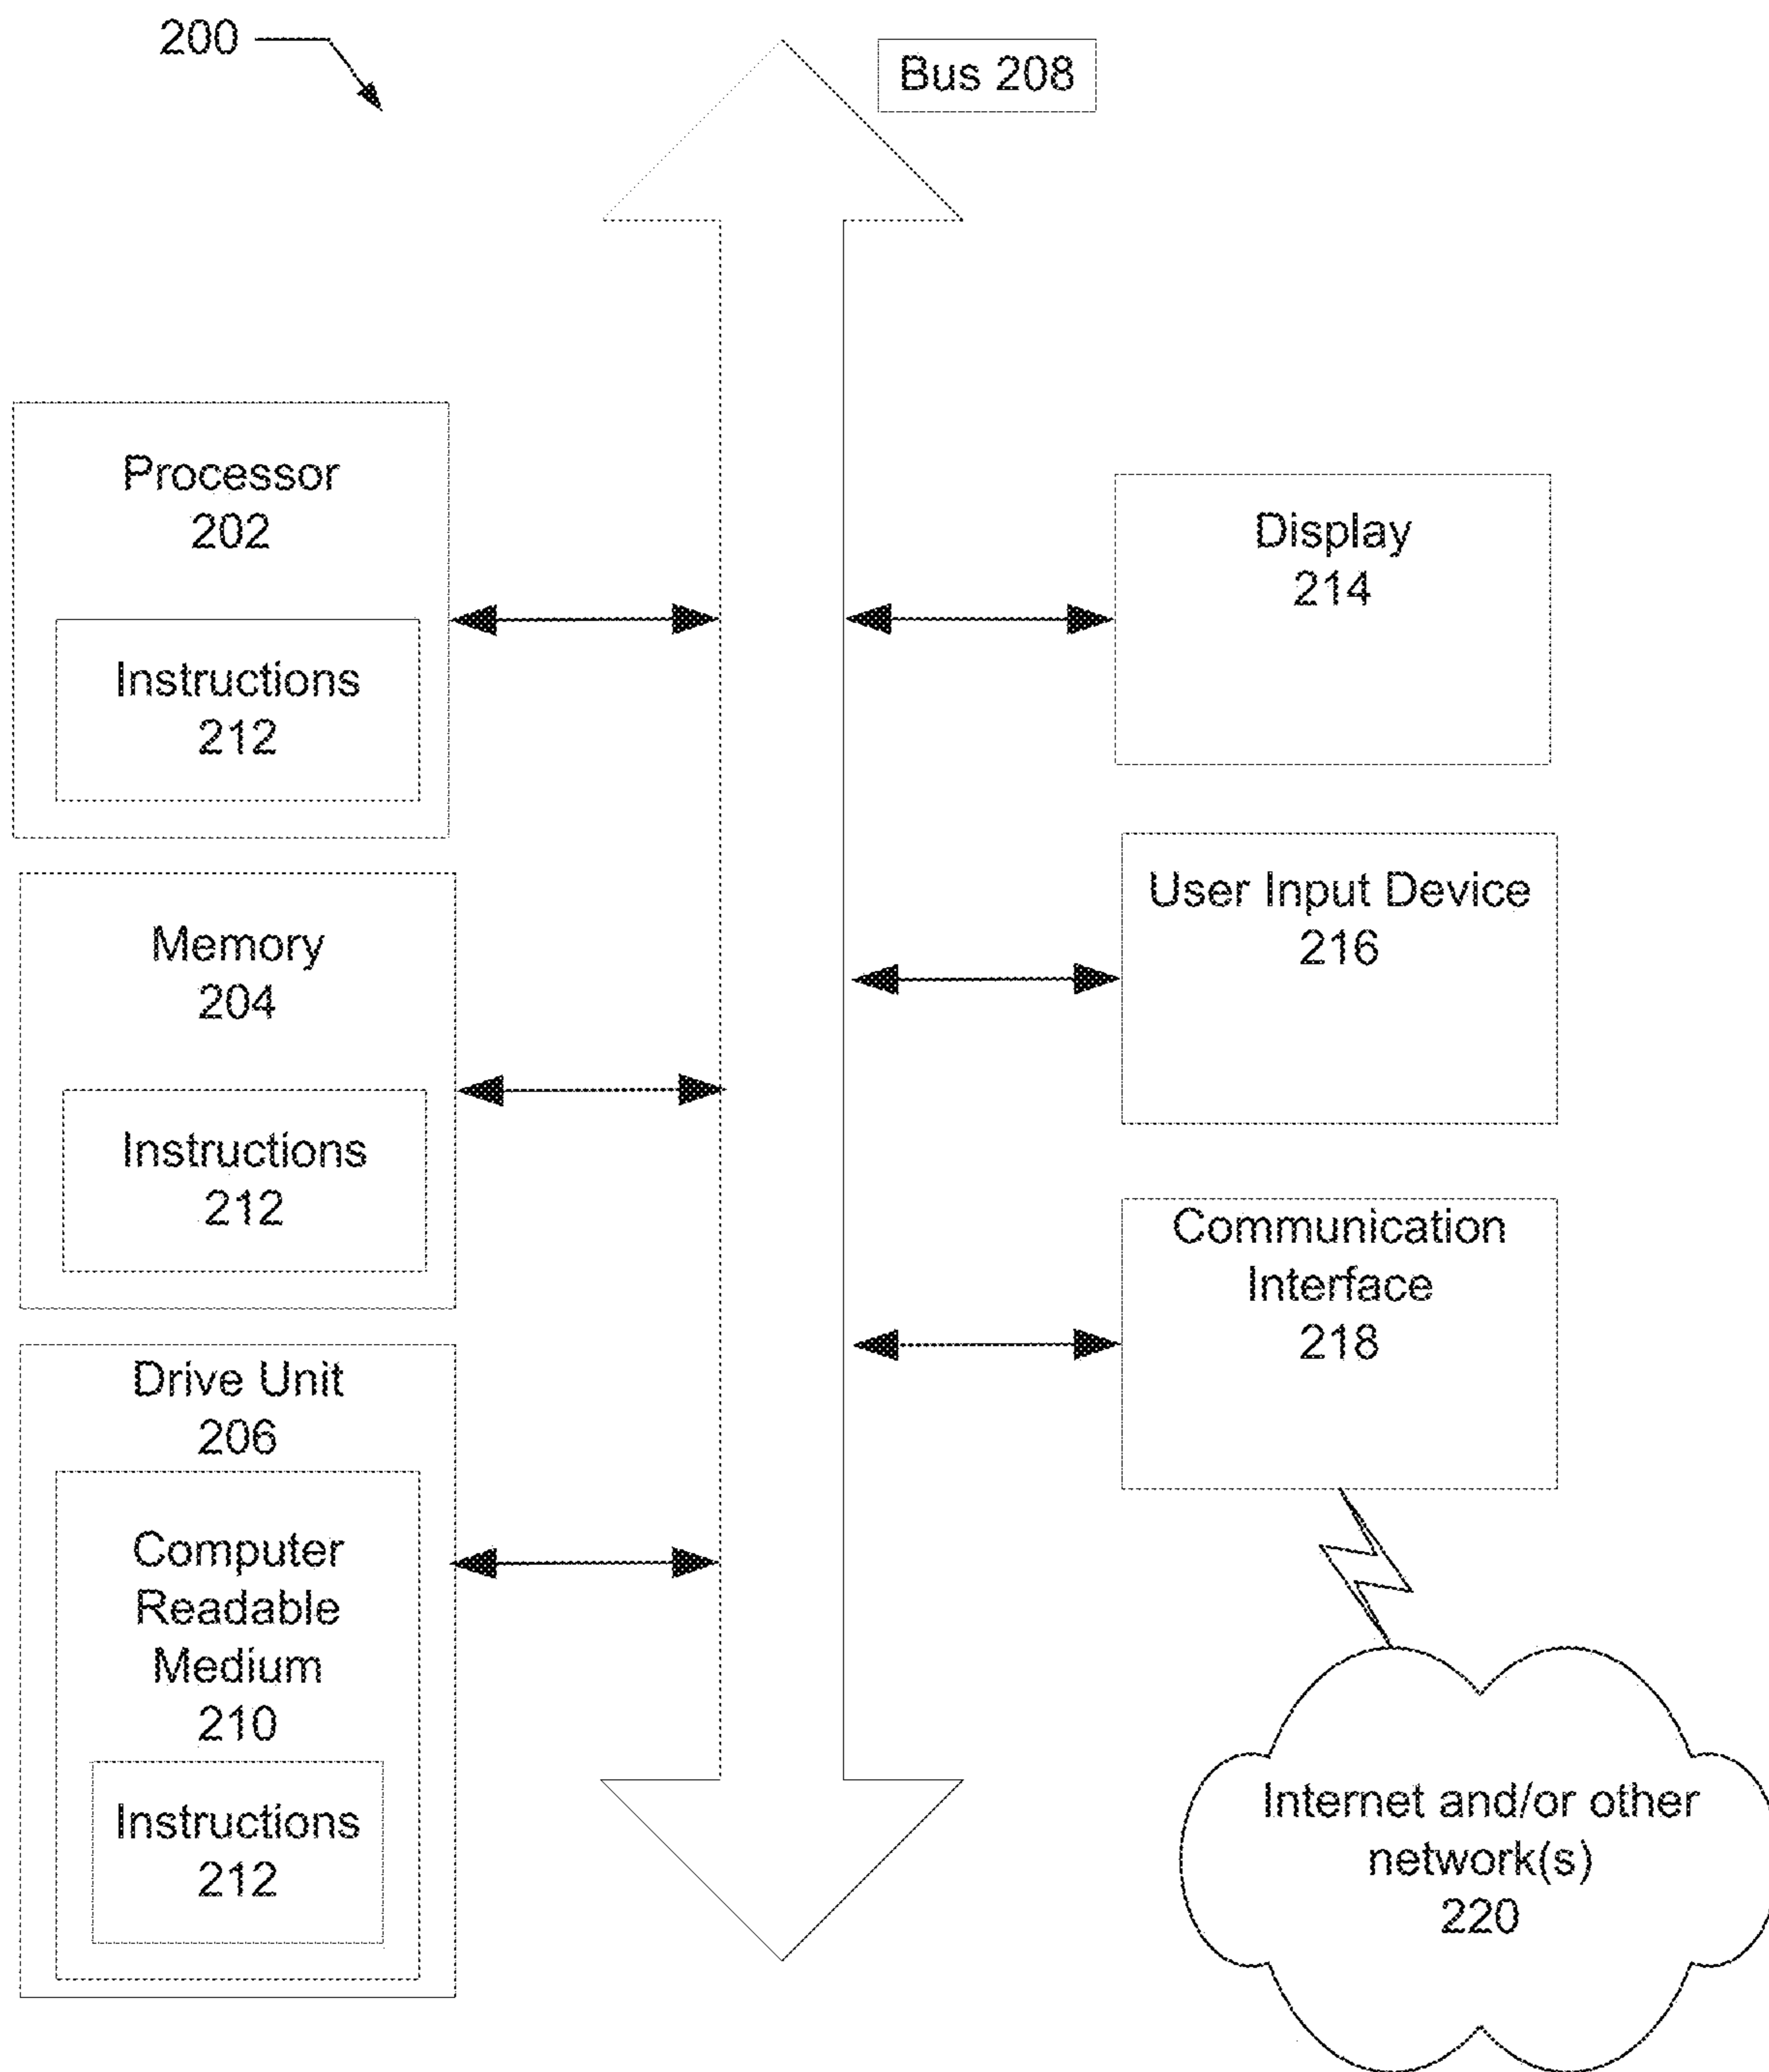 200
Bus 208
Processor
202
Instructions
212
Memory
204
Instructions
212
Drive Unit
206
Computer
Readable
Medium
210
Instructions
212
Display
214
User Input Device
216
Communication
Interface
218
Internet and/or other
network(s)
220